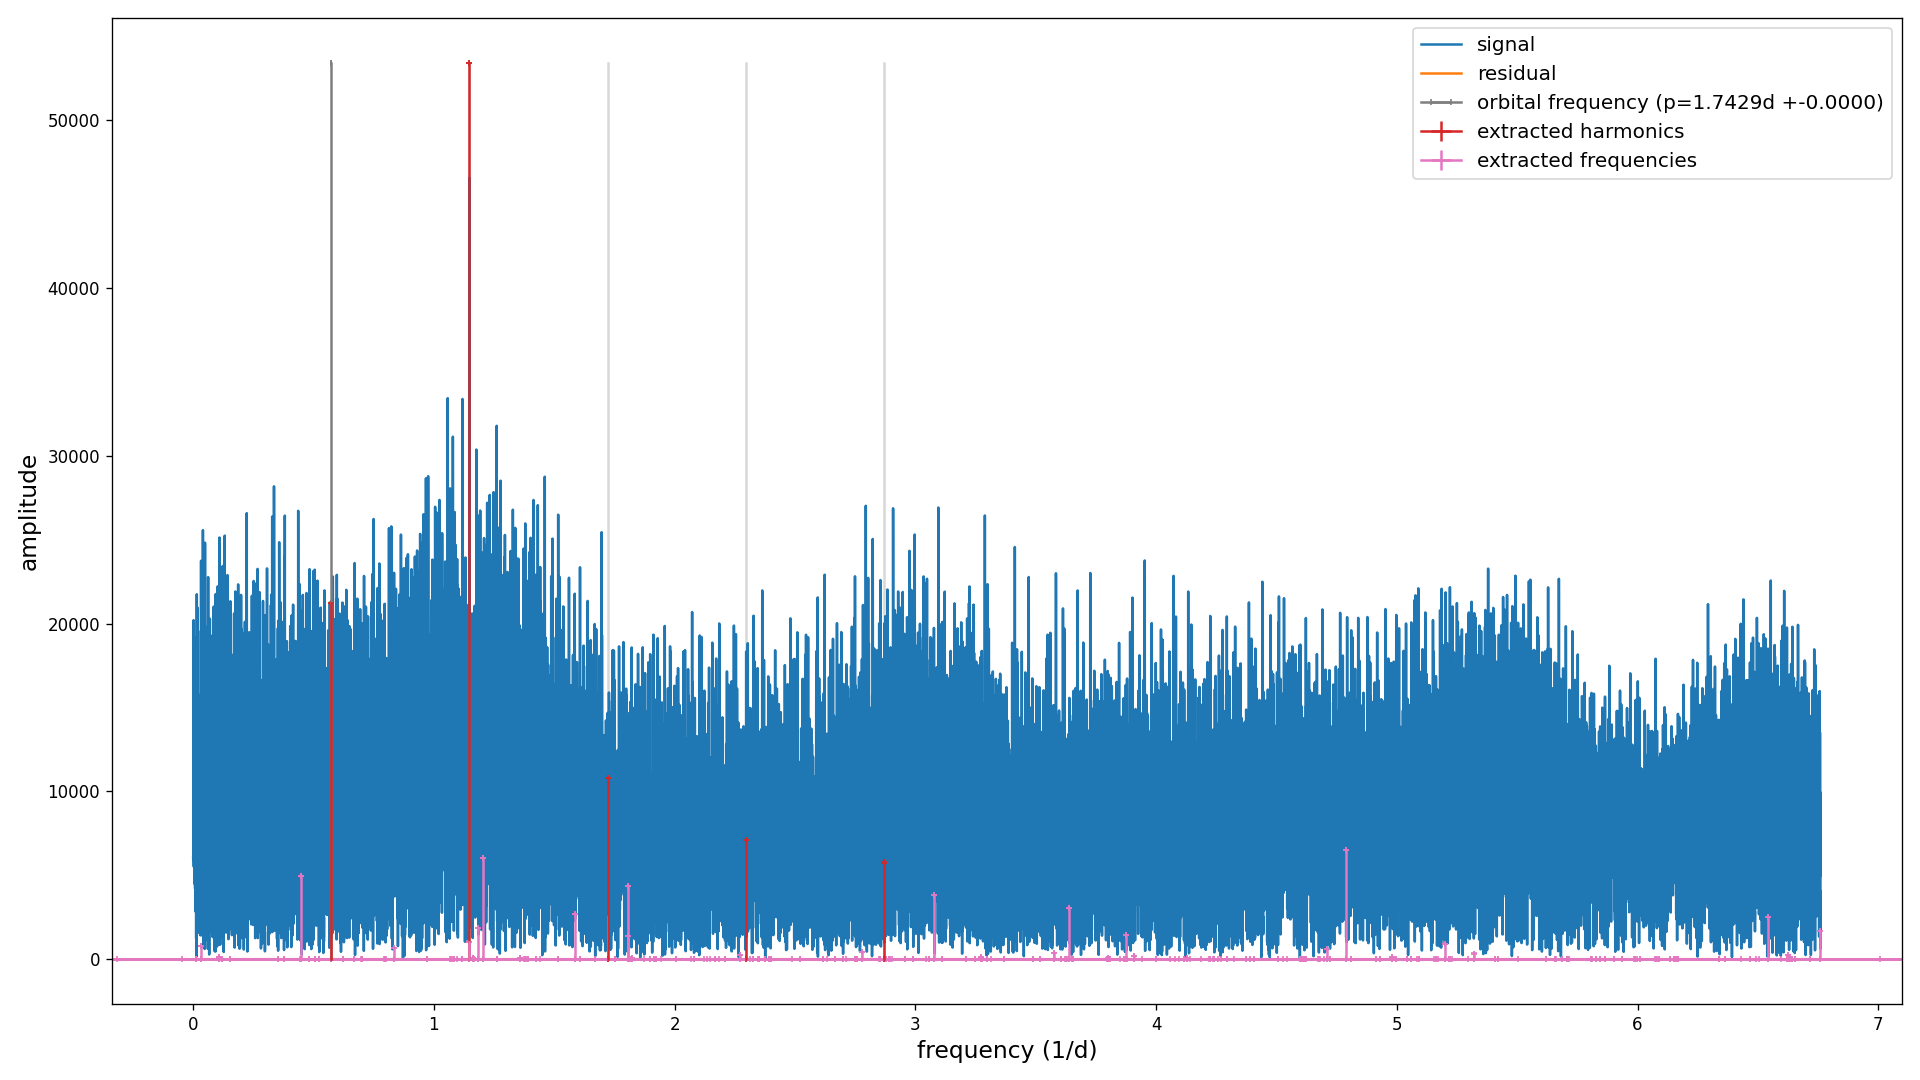 signal
residual
orbital frequency (p=1.7429d +-0.0000)
extracted harmonics
extracted frequencies
50000
40000
30000
20000
10000
0
amplitude
0 1 2 3 4 5 6 7
frequency (1/d)